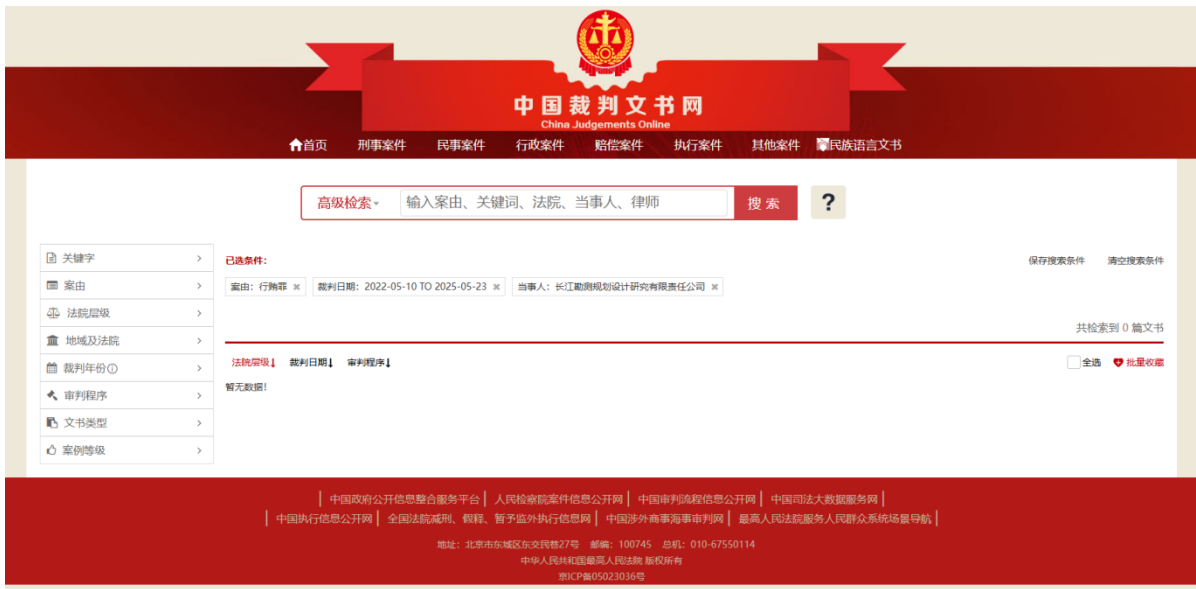 中国裁判文书网
China Judgements Online
首页 刑事案件 民事案件 行政案件 赔偿案件 执行案件 其他案件 民族语言文书
高级检索 输入案由、关键词、法院、当事人、律师 搜索 ?
关键字
案由
法院层级
地域及法院
裁判年份
审判程序
文书类型
案例等级
已选条件: 保存搜索条件 清空搜索条件
案由：行贿罪 × 裁判日期：2022-05-10 TO 2025-05-23 × 当事人：长江勘测规划设计研究有限责任公司 ×
共检索到 0 篇文书
法院层级↓ 裁判日期↓ 审判程序↓ 全选 批量收藏
暂无数据!
| 中国政府公开信息整合服务平台 | 人民检察院案件信息公开网 | 中国审判流程信息公开网 | 中国司法大数据服务网 |
| 中国执行信息公开网 | 全国法院减刑、假释、暂予监外执行信息网 | 中国涉外商事海事审判网 | 最高人民法院服务人民群众系统场景导航 |
地址：北京市东城区东交民巷27号 邮编：100745 总机：010-67550114
中华人民共和国最高人民法院 版权所有
京ICP备05023036号